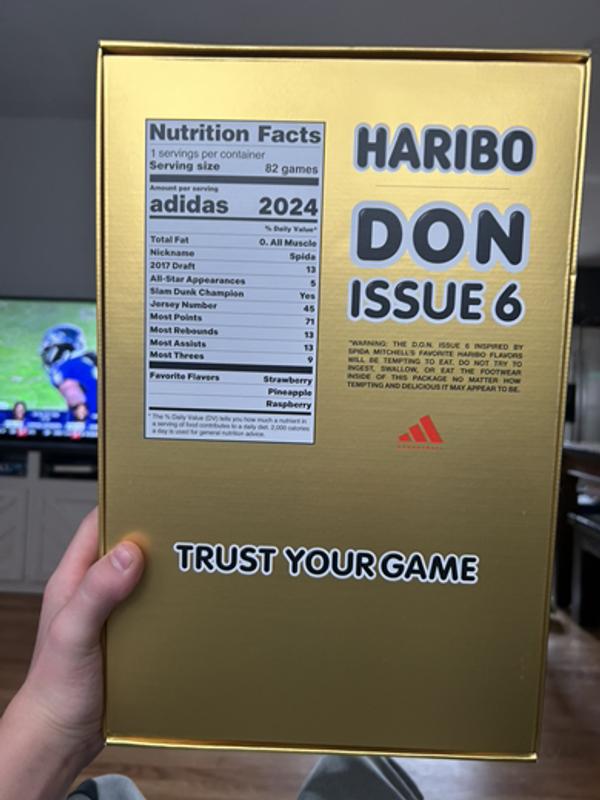 Nutrition Facts
1 servings per container
Serving size 82 games
Amount per serving
adidas 2024
% Daily Value*
Total Fat 0. All Muscle
Nickname Spida
2017 Draft 13
All-Star Appearances 5
Slam Dunk Champion Yes
Jersey Number 45
Most Points 71
Most Rebounds 13
Most Assists 13
Most Threes 9
Favorite Flavors Strawberry
Pineapple
Raspberry
* The % Daily Value (DV) tells you how much a nutrient in
a serving of food contributes to a daily diet. 2,000 calories
a day is used for general nutrition advice.
HARIBO
DON
ISSUE 6
*WARNING: THE D.O.N. ISSUE 6 INSPIRED BY
SPIDA MITCHELL'S FAVORITE HARIBO FLAVORS
WILL BE TEMPTING TO EAT. DO NOT TRY TO
INGEST, SWALLOW, OR EAT THE FOOTWEAR
INSIDE OF THIS PACKAGE NO MATTER HOW
TEMPTING AND DELICIOUS IT MAY APPEAR TO BE.
TRUST YOUR GAME